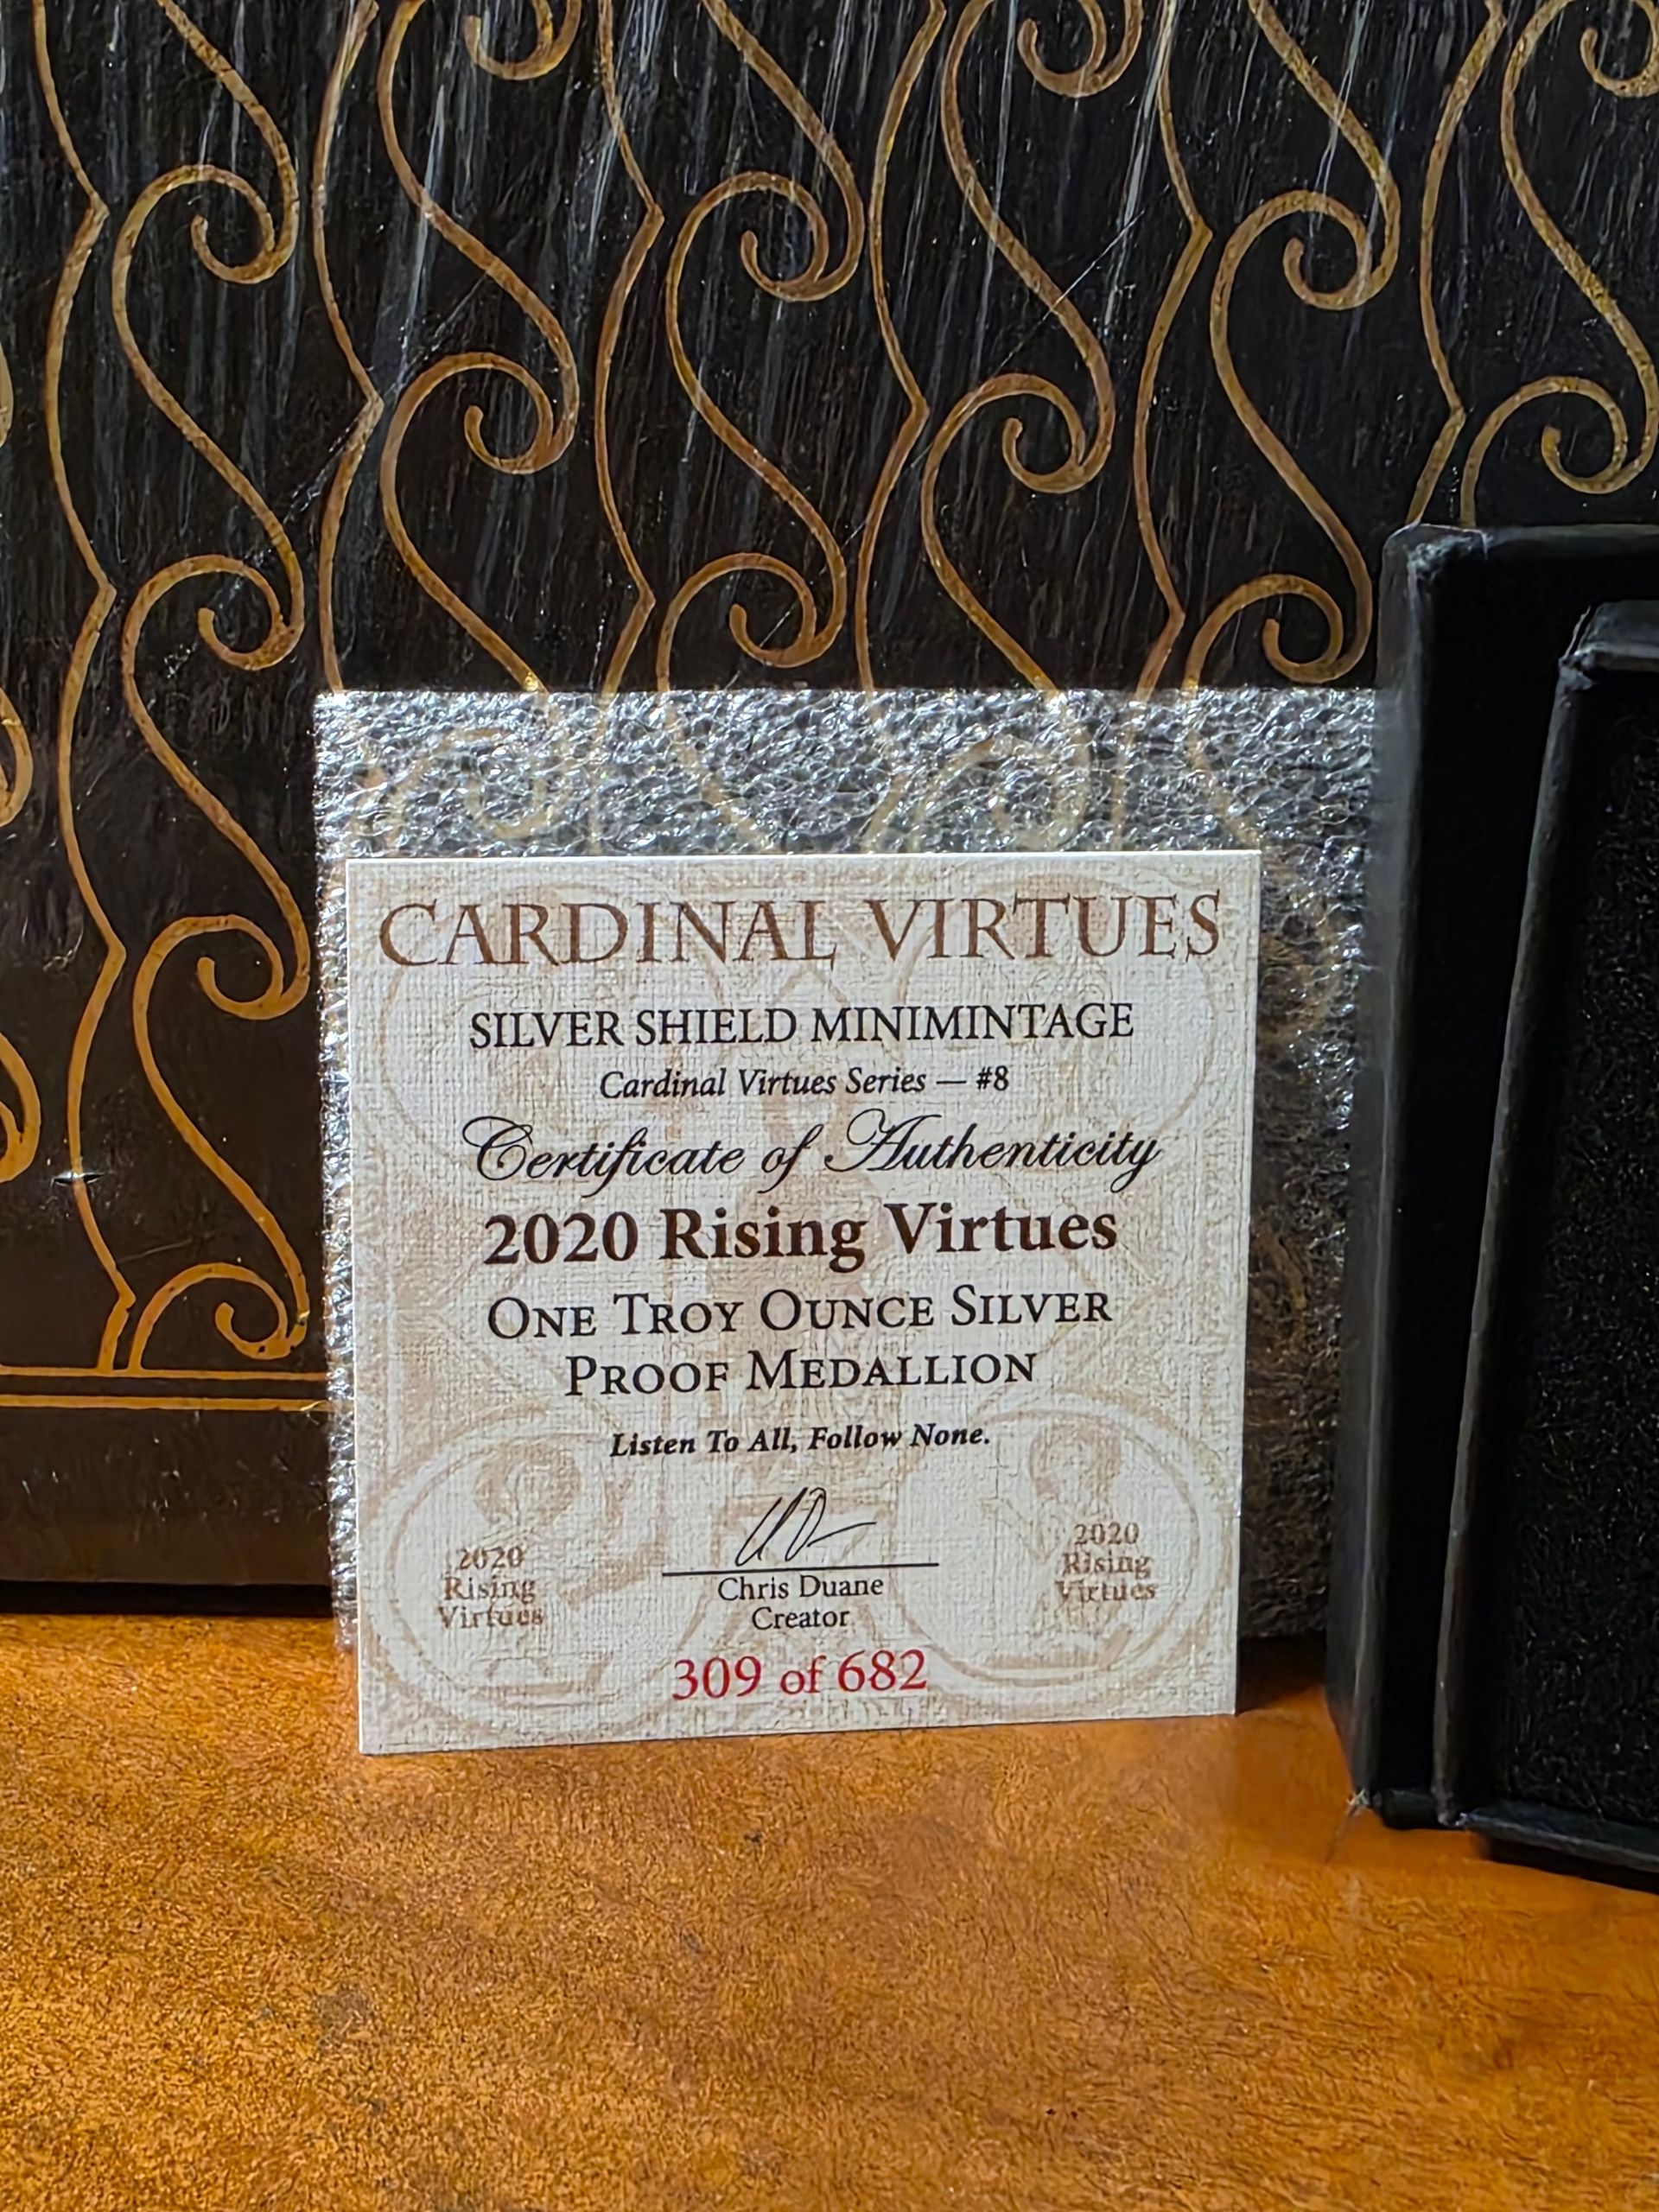 CARDINAL VIRTUES
SILVER SHIELD MINIMINTAGE
Cardinal Virtues Series — #8
Certificate of Authenticity
2020 Rising Virtues
ONE TROY OUNCE SILVER
PROOF MEDALLION
Listen To All, Follow None.
2020
Rising
Virtues
Chris Duane
Creator
2020
Rising
Virtues
309 of 682